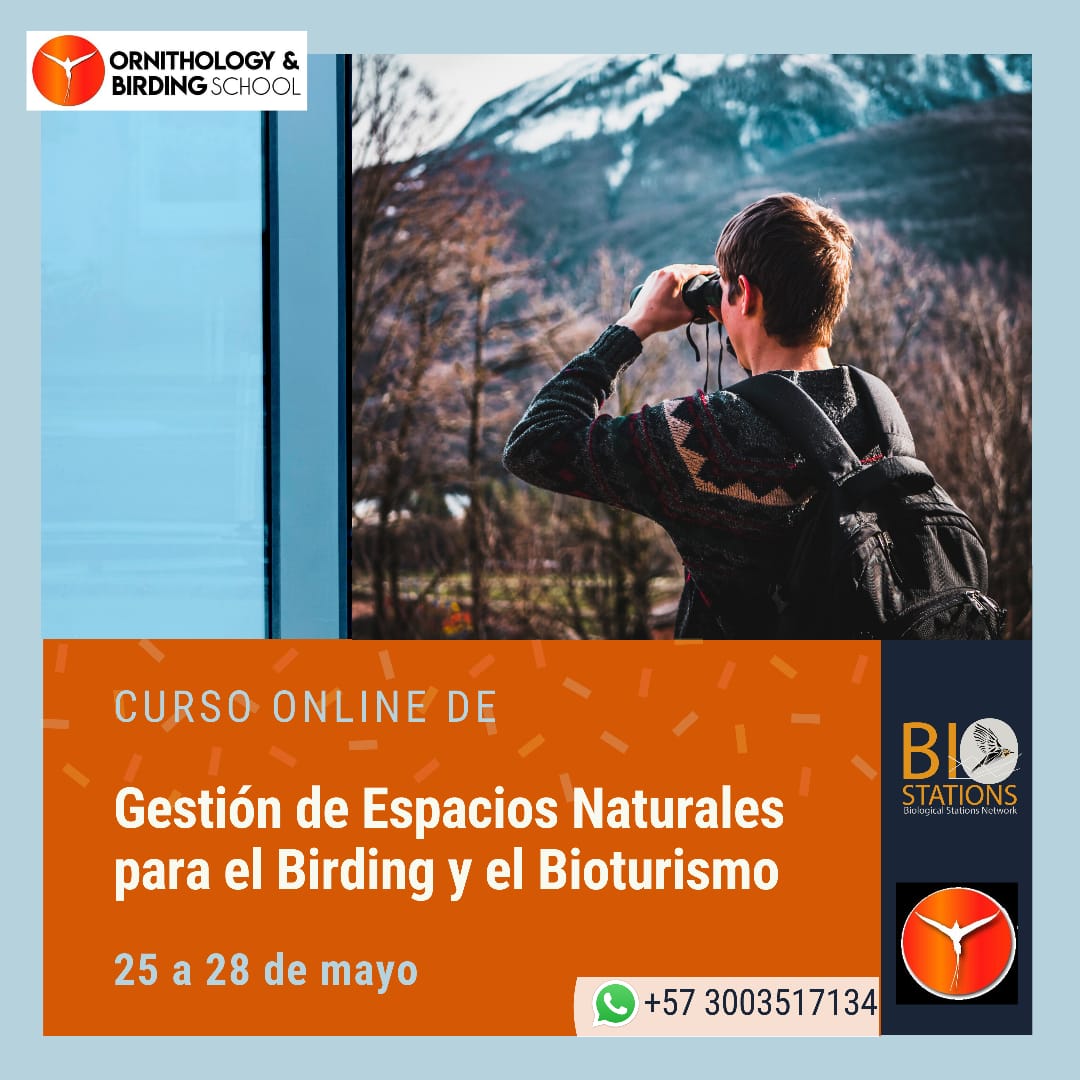 ORNITHOLOGY &
BIRDING SCHOOL
CURSO ONLINE DE
Gestión de Espacios Naturales
para el Birding y el Bioturismo
25 a 28 de mayo
+57 3003517134
BIO
STATIONS
Biological Stations Network